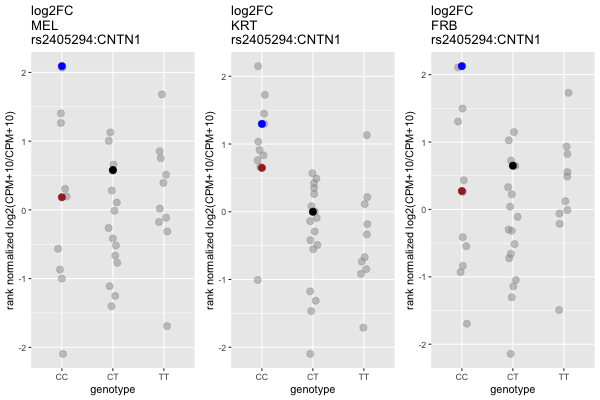 log2FC
MEL
rs2405294:CNTN1
rank normalized log2(CPM+10/CPM+10)
2
1
0
-1
-2
CC
CT
TT
genotype
log2FC
KRT
rs2405294:CNTN1
rank normalized log2(CPM+10/CPM+10)
2
1
0
-1
-2
CC
CT
TT
genotype
log2FC
FRB
rs2405294:CNTN1
rank normalized log2(CPM+10/CPM+10)
2
1
0
-1
-2
CC
CT
TT
genotype